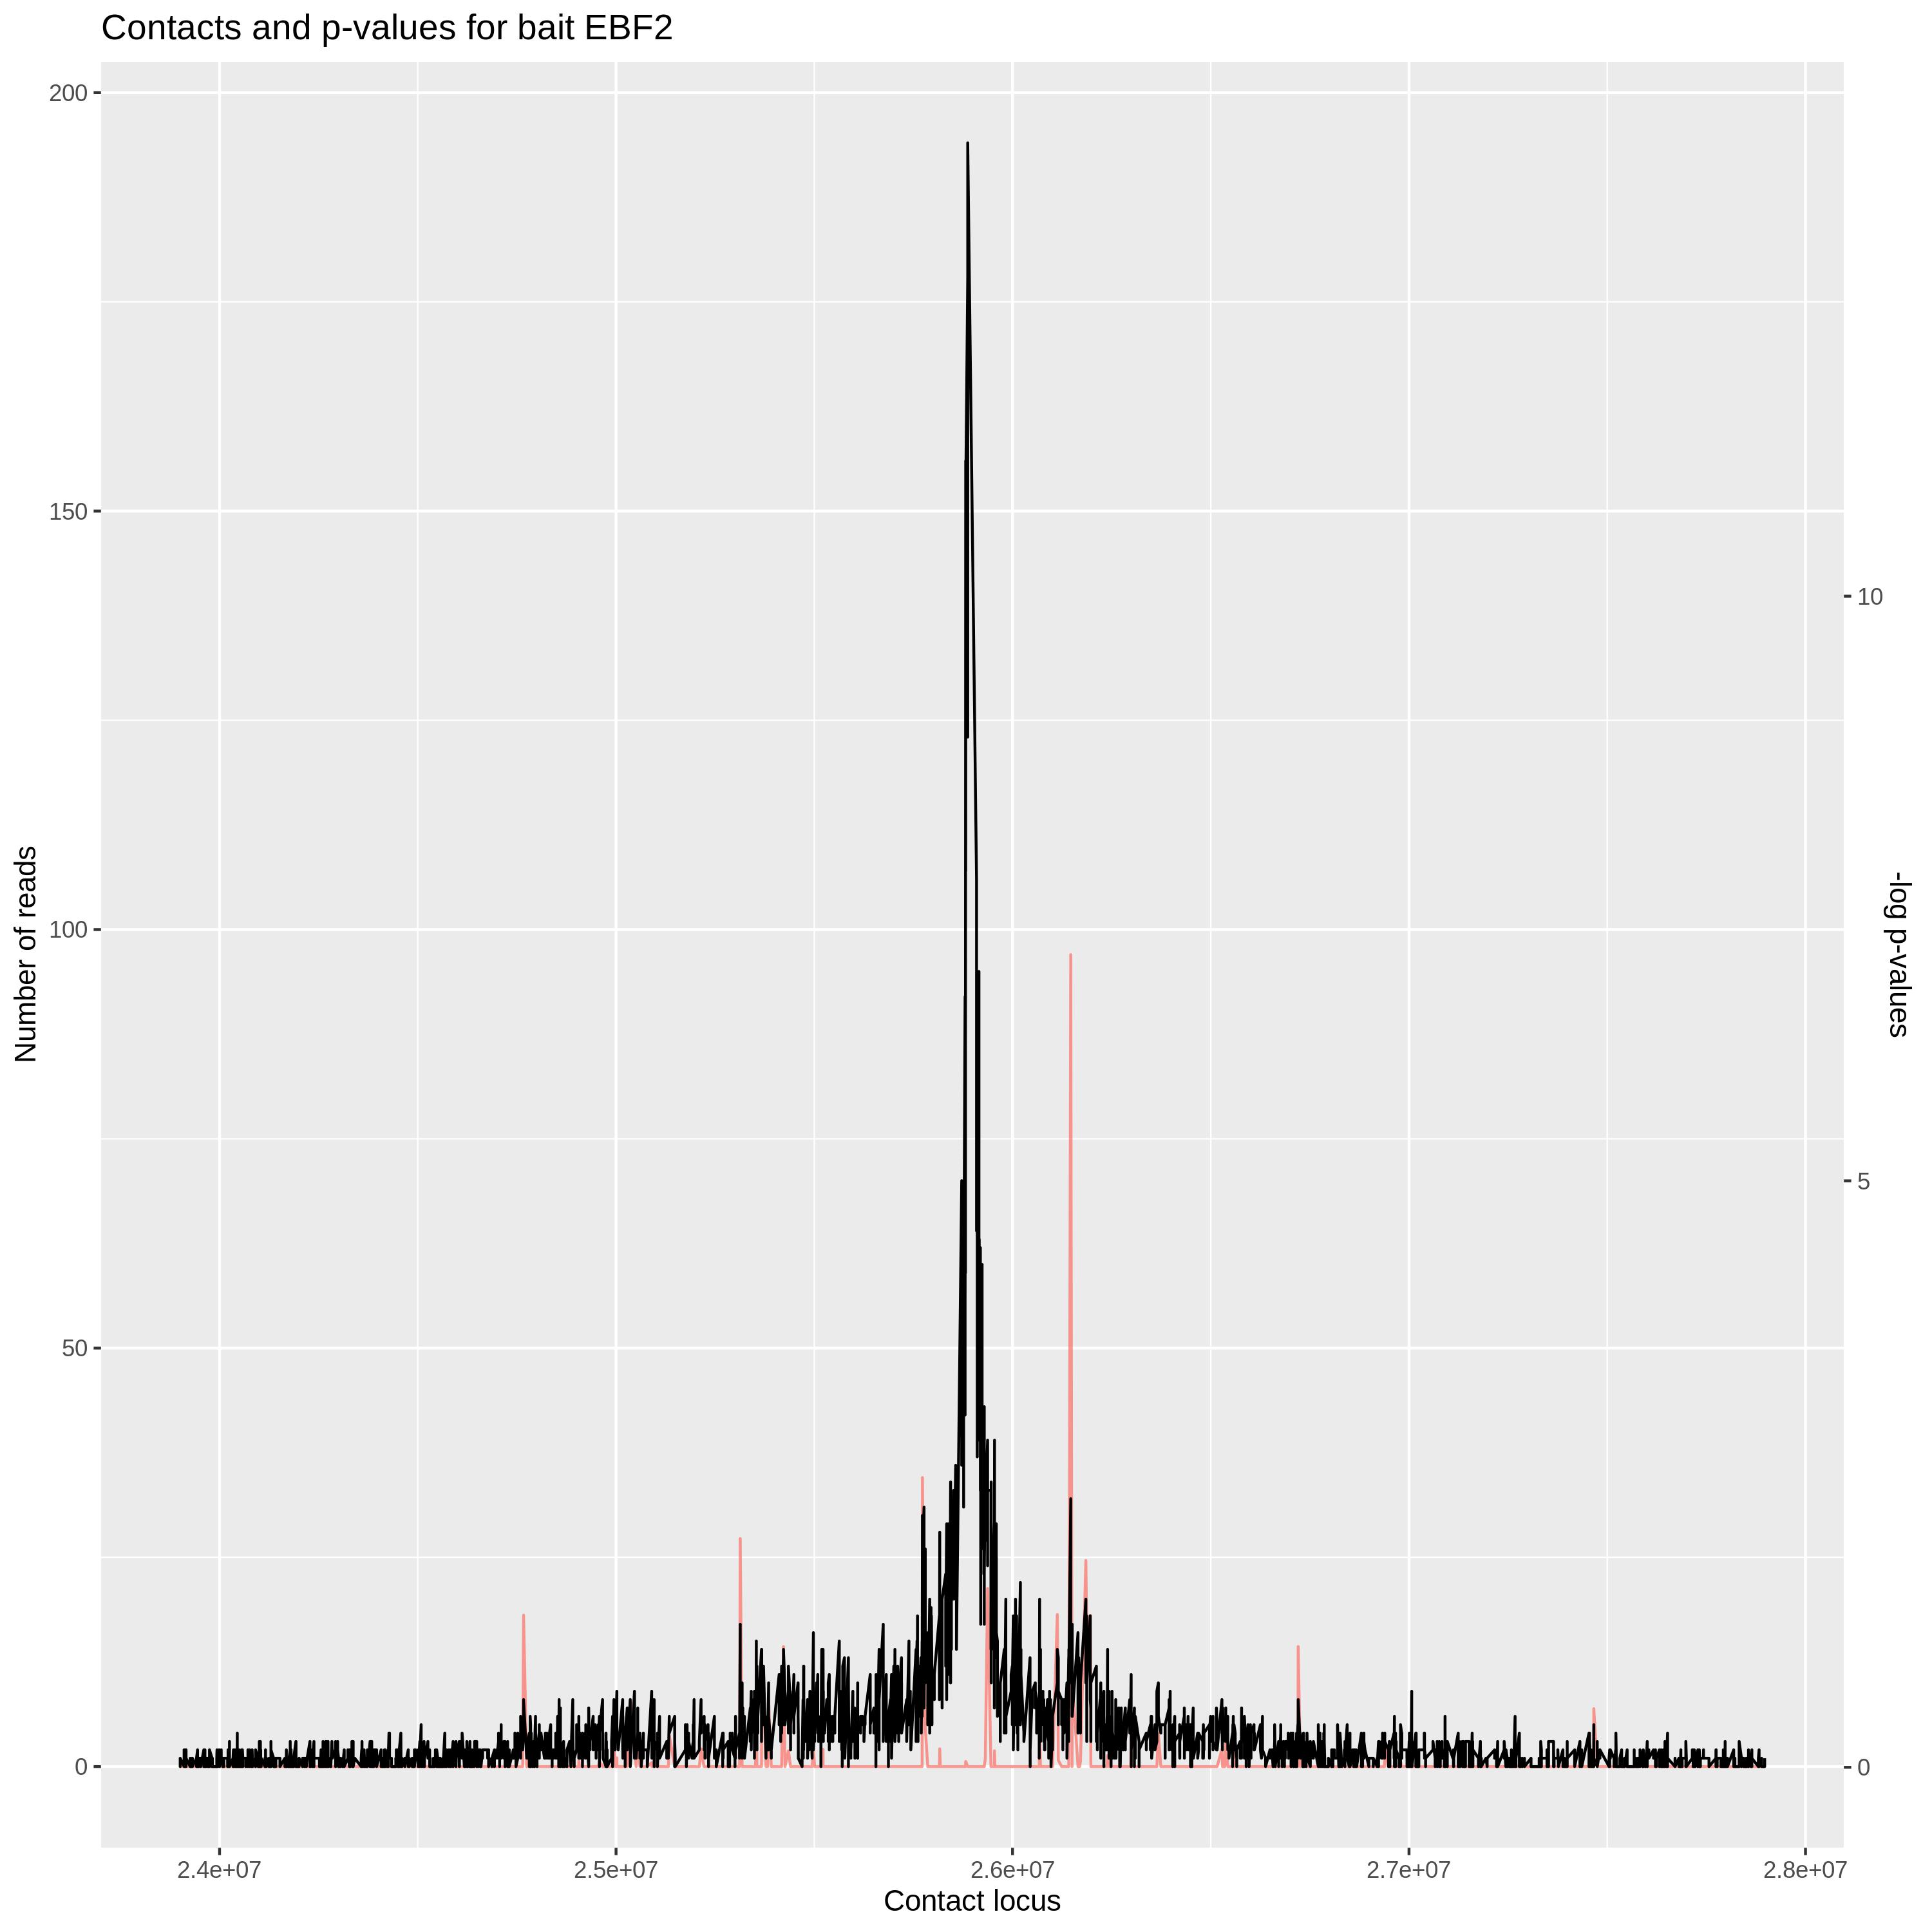 Contacts and p-values for bait EBF2
200
150
100
50
0
Number of reads
10
5
0
-log p-values
2.4e+07
2.5e+07
2.6e+07
2.7e+07
2.8e+07
Contact locus